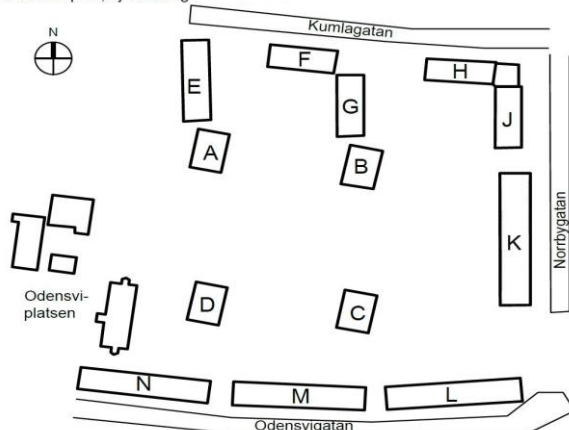 Kumlagatan
N
F
H
E
G
J
A
B
K
Norrbygatan
Odensvi-
platsen
D
C
N
M
L
Odensvigatan